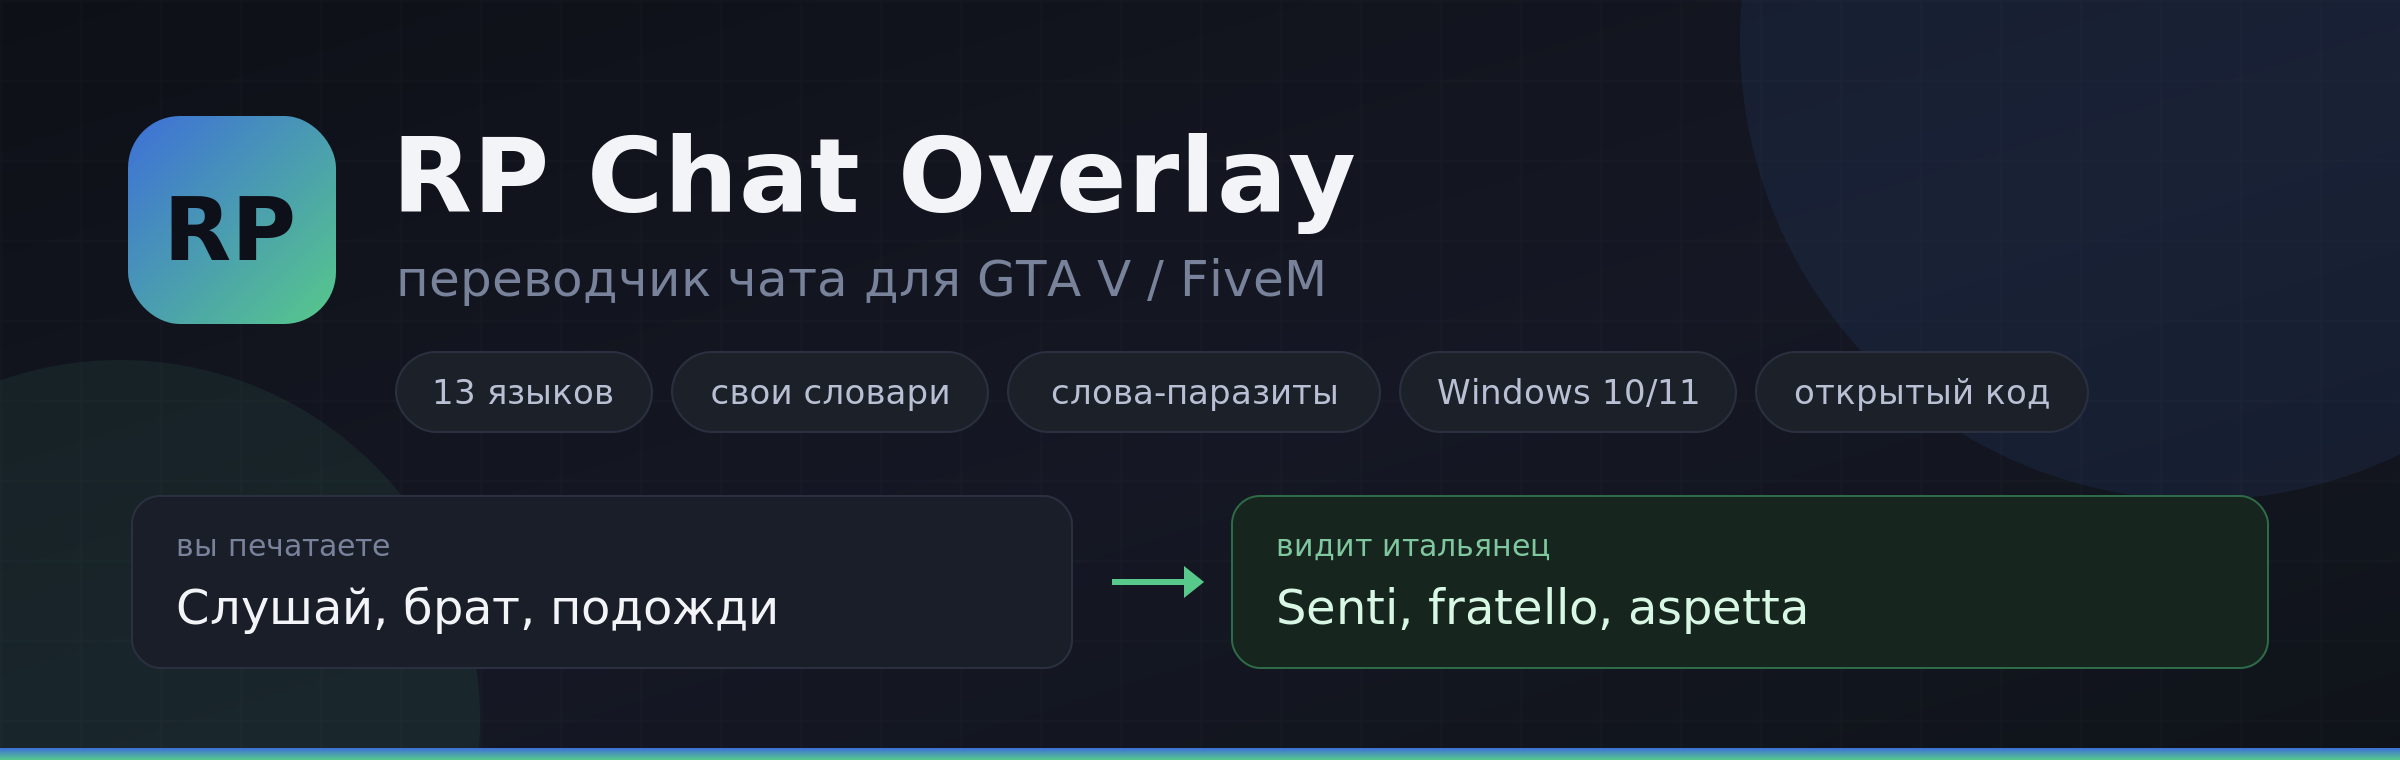 RP
RP Chat Overlay
переводчик чата для GTA V / FiveM
13 языков
свои словари
слова-паразиты
Windows 10/11
открытый код
вы печатаете
Слушай, брат, подожди
видит итальянец
Senti, fratello, aspetta